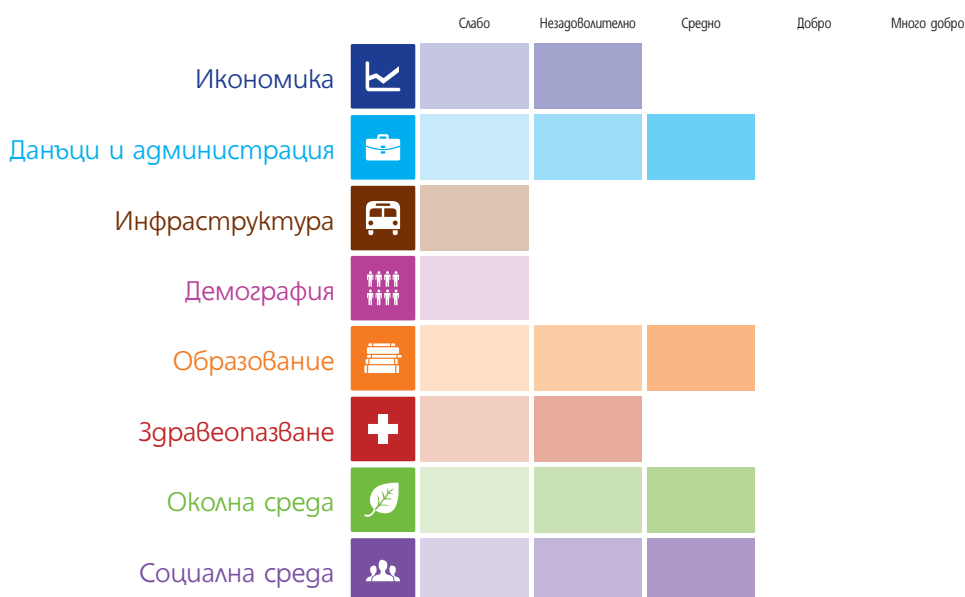 Слабо Незадоволително Средно Добро Много добро
Икономика
Данъци и администрация
Инфраструктура
Демография
Образование
Здравеопазване
Околна среда
Социална среда